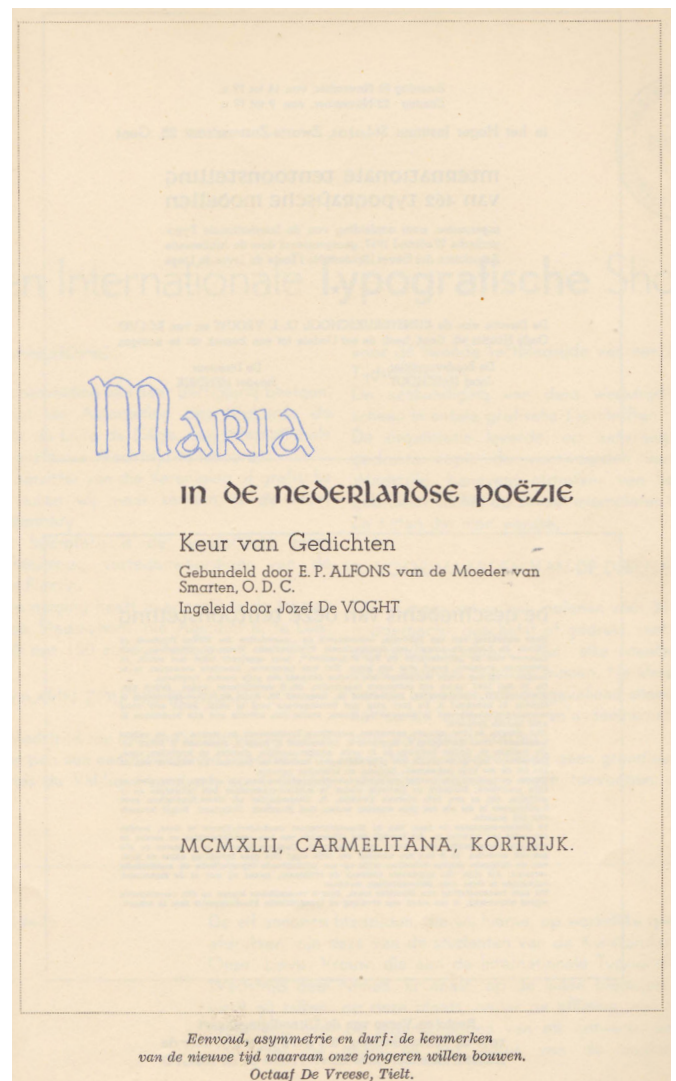 Maria
in de nederlandse poëzie
Keur van Gedichten
Gebundeld door E. P. ALFONS van de Moeder van
Smarten, O. D. C.
Ingeleid door Jozef De VOGHT
MCMXLII, CARMELITANA, KORTRIJK.
Eenvoud, asymmetrie en durf: de kenmerken
van de nieuwe tijd waaraan onze jongeren willen bouwen.
Octaaf De Vreese, Tielt.